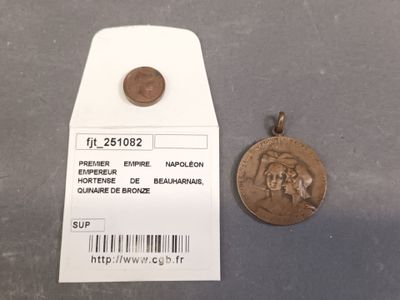 fjt_251082
PREMIER EMPIRE. NAPOLÉON
EMPEREUR
HORTENSE DE BEAUHARNAIS,
QUINAIRE DE BRONZE
SUP
http://www.cgb.fr